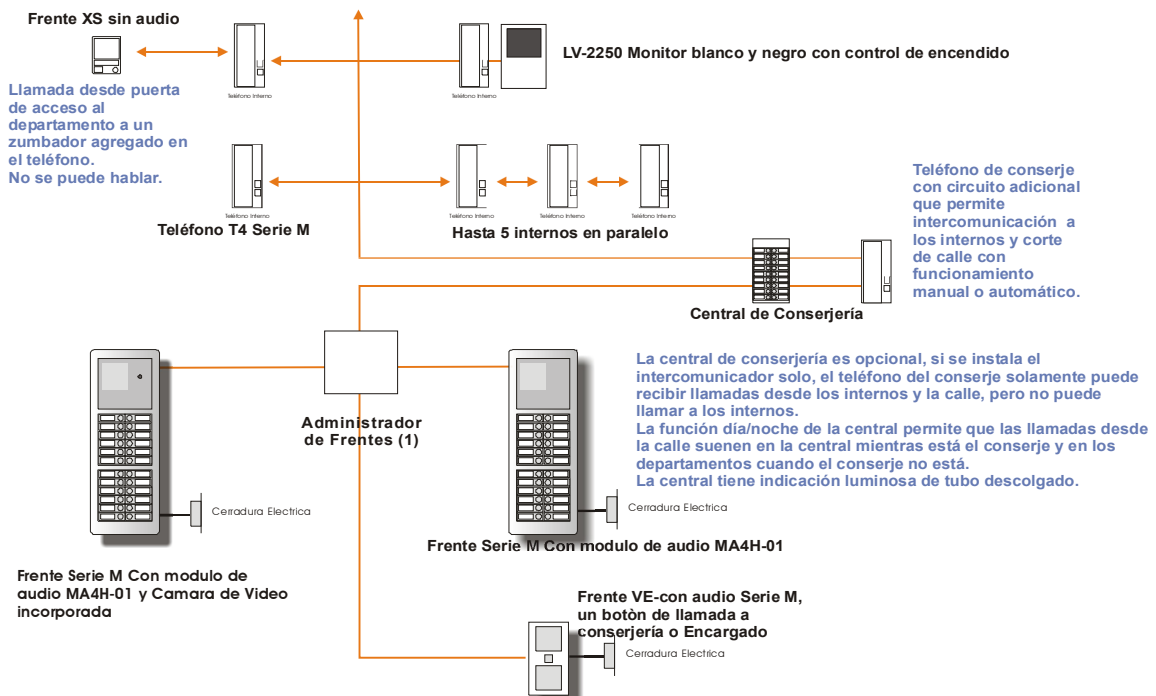 Frente XS sin audio
Teléfono Interno
Teléfono Interno
LV-2250 Monitor blanco y negro con control de encendido
Llamada desde puerta
de acceso al
departamento a un
zumbador agregado en
el teléfono.
No se puede hablar.
Teléfono Interno
Teléfono T4 Serie M
Teléfono Interno
Teléfono Interno
Teléfono Interno
Hasta 5 internos en paralelo
Teléfono de conserje
con circuito adicional
que permite
intercomunicación a
los internos y corte
de calle con
funcionamiento
manual o automático.
Central de Conserjería
La central de conserjería es opcional, si se instala el
intercomunicador solo, el teléfono del conserje solamente puede
recibir llamadas desde los internos y la calle, pero no puede
llamar a los internos.
La función día/noche de la central permite que las llamadas desde
la calle suenen en la central mientras está el conserje y en los
departamentos cuando el conserje no está.
La central tiene indicación luminosa de tubo descolgado.
Administrador
de Frentes (1)
Cerradura Electrica
Cerradura Electrica
Frente Serie M Con modulo de audio MA4H-01
Frente Serie M Con modulo de
audio MA4H-01 y Camara de Video
incorporada
Frente VE-con audio Serie M,
un botòn de llamada a
conserjería o Encargado
Cerradura Electrica